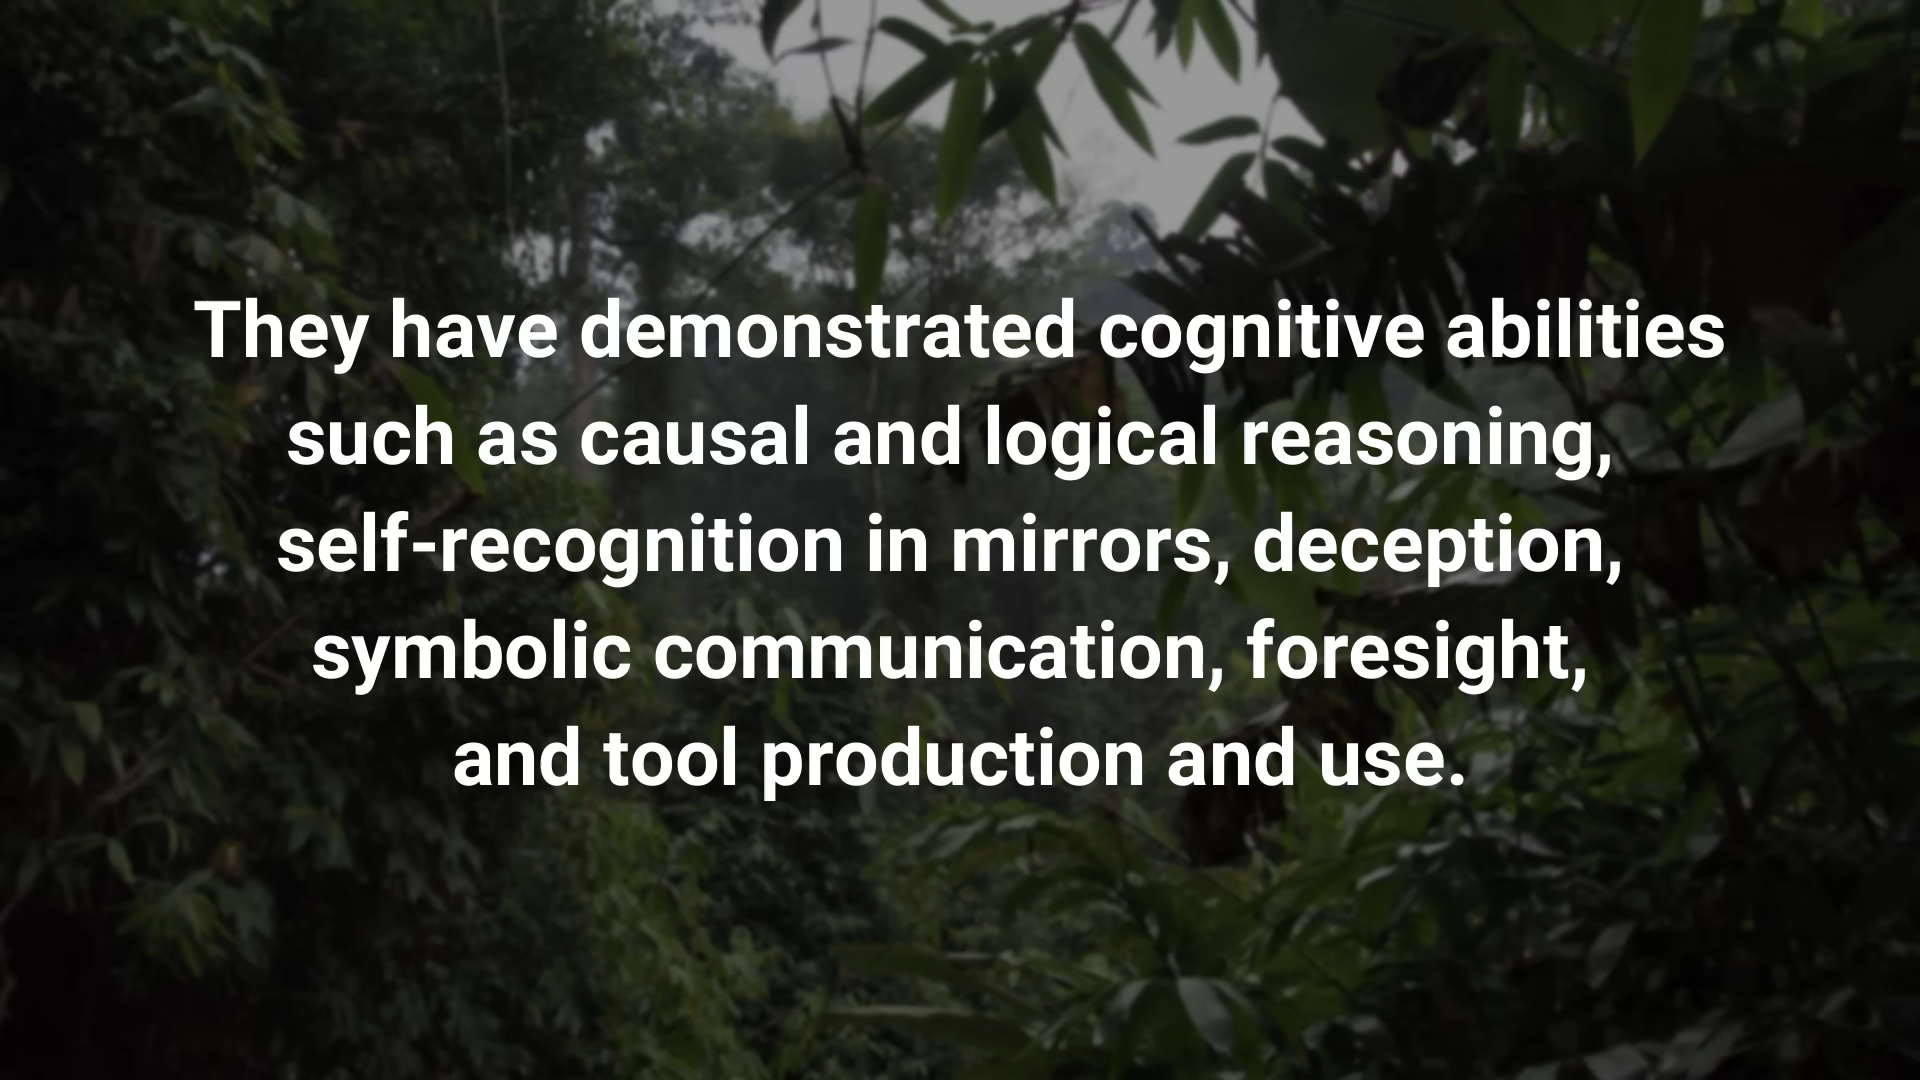 They have demonstrated cognitive abilities
such as causal and logical reasoning,
self-recognition in mirrors, deception,
symbolic communication, foresight,
and tool production and use.